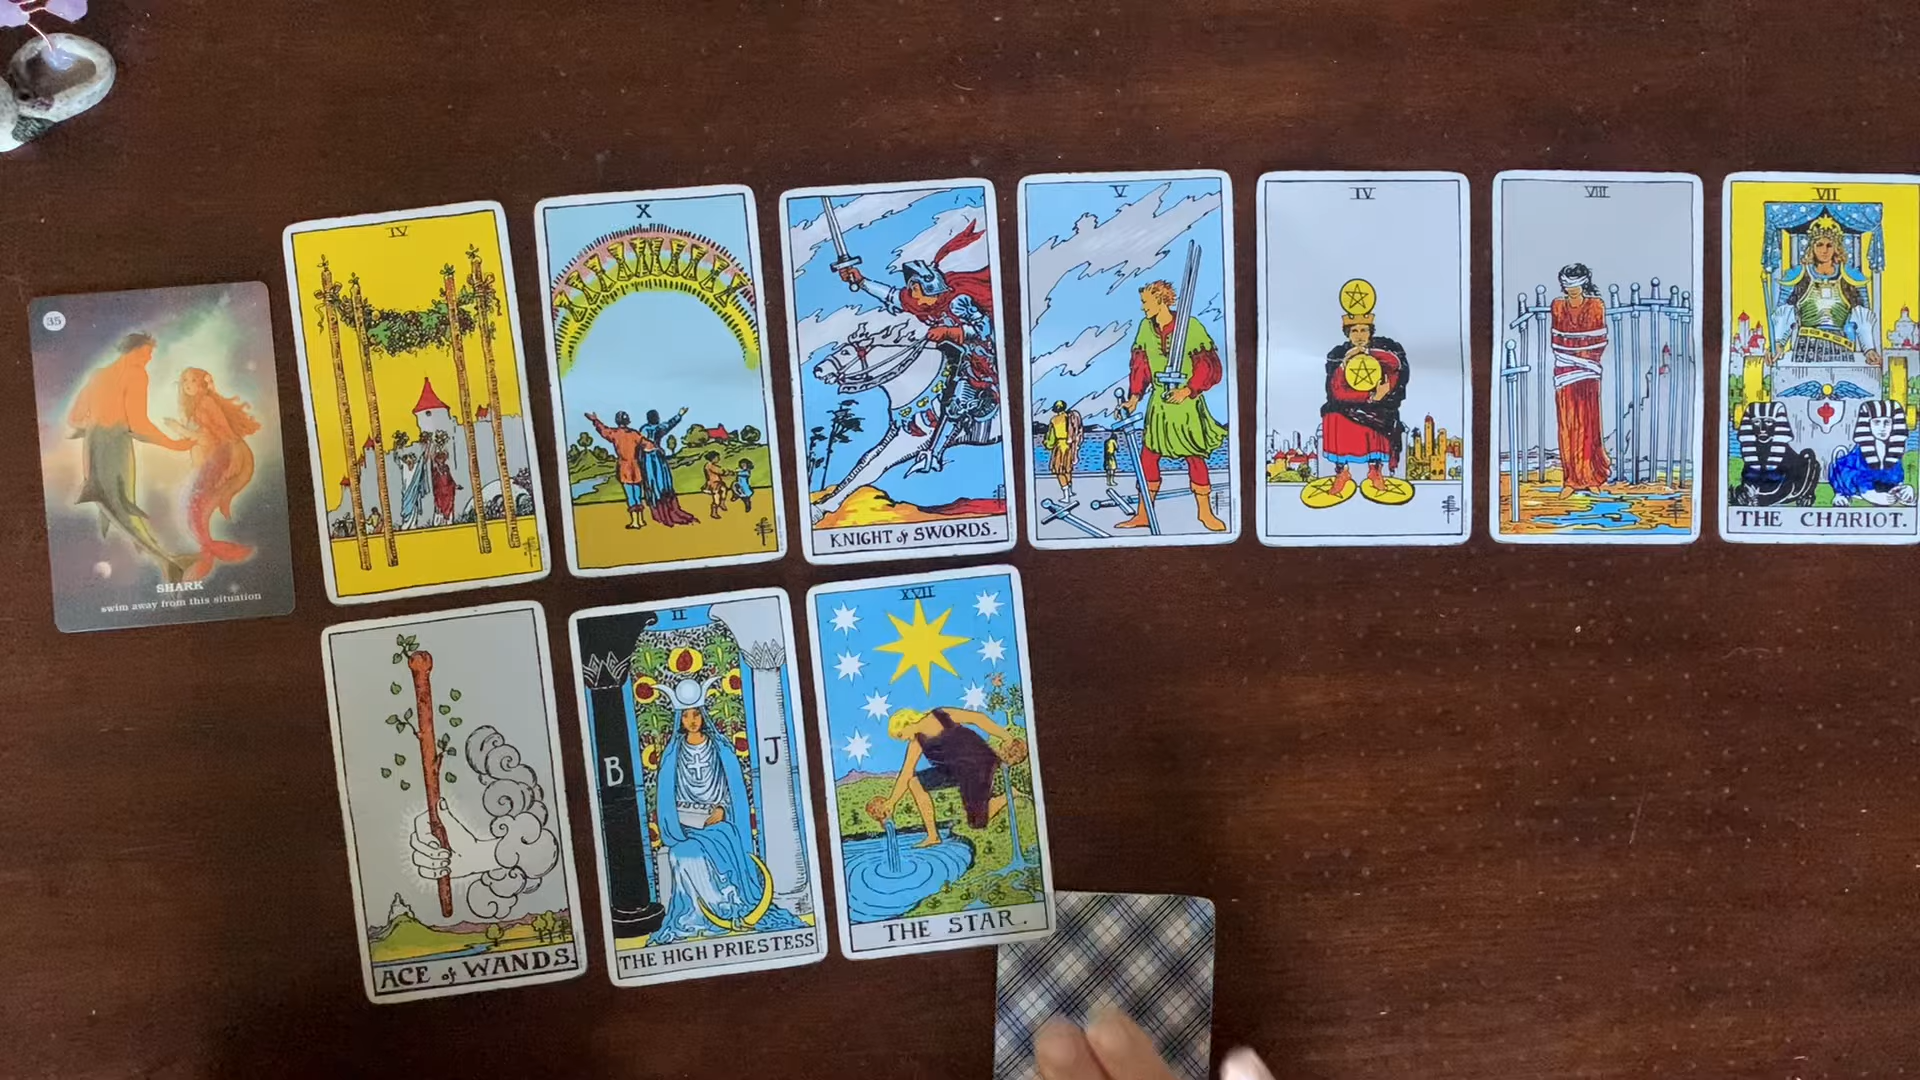 35
SHARK
swim away from this situation
IV
X
KNIGHT of SWORDS.
V
IV
VIII
VII
THE CHARIOT.
ACE of WANDS.
II
B
J
THE HIGH PRIESTESS
XVII
THE STAR.